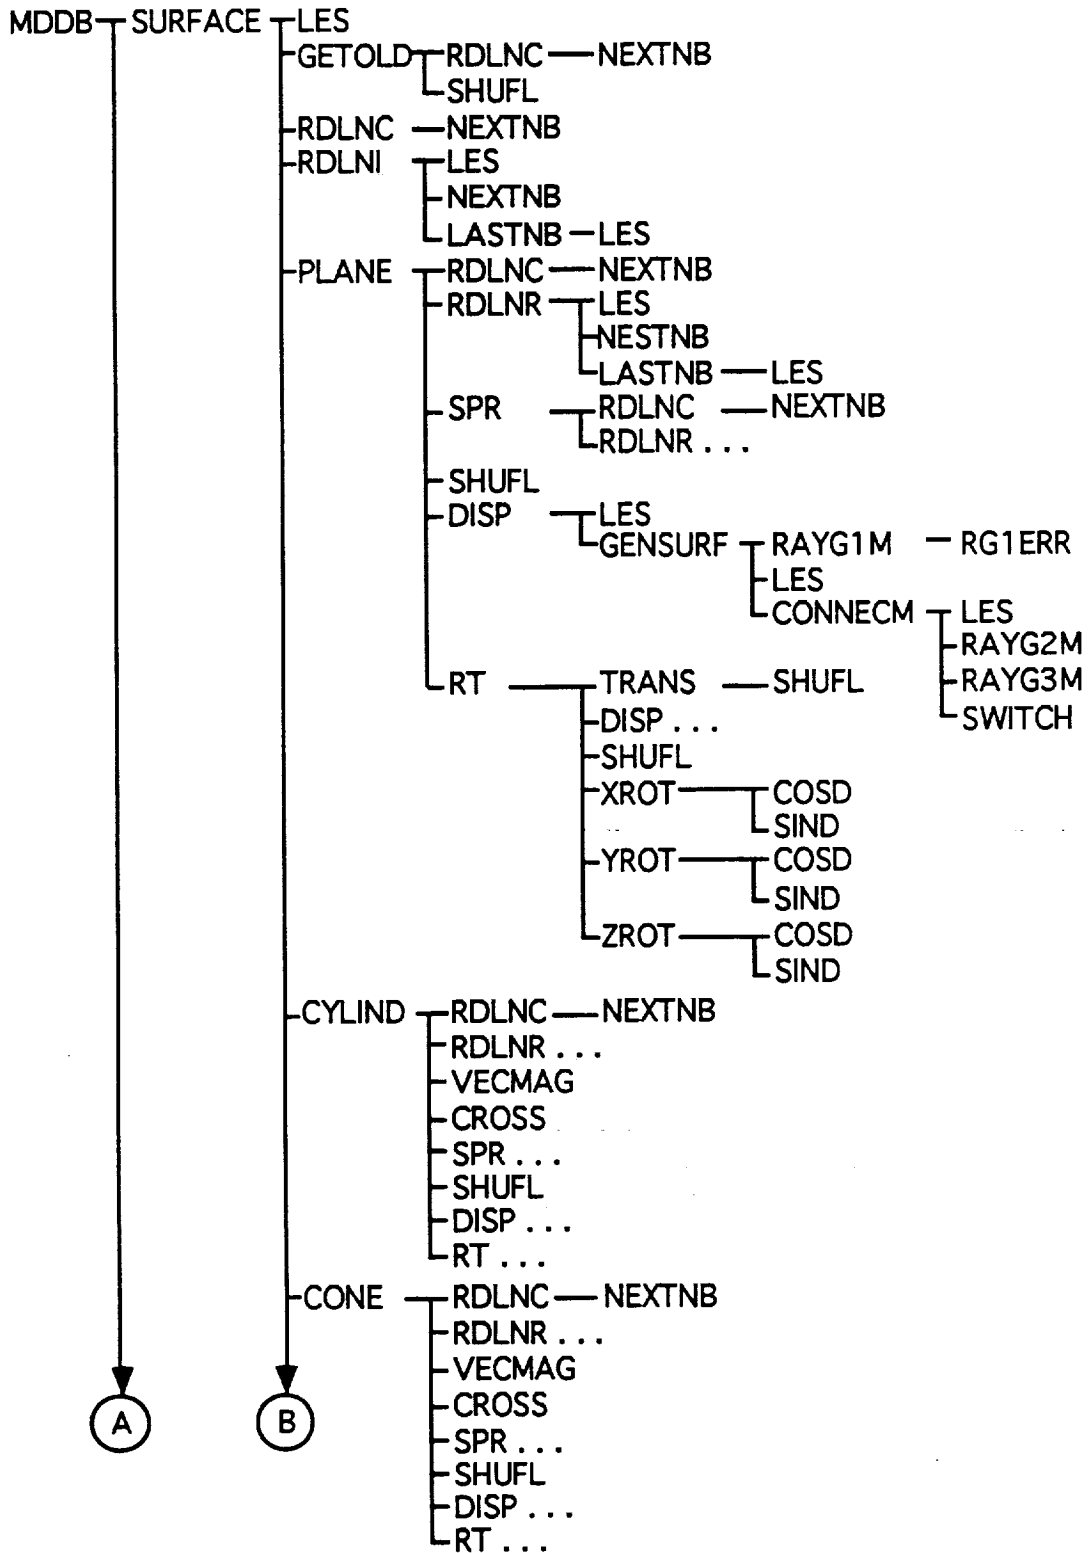 MDDB SURFACE LES
GETOLD RDLNC NEXTNB
SHUFL
RDLNC NEXTNB
RDLNI LES
NEXTNB
LASTNB LES
PLANE RDLNC NEXTNB
RDLNR LES
NESTNB
LASTNB LES
SPR RDLNC NEXTNB
RDLNR . . .
SHUFL
DISP LES
GENSURF RAYG1M RG1ERR
LES
CONNECM LES
RAYG2M
RT TRANS SHUFL RAYG3M
DISP . . . SWITCH
SHUFL
XROT COSD
SIND
YROT COSD
SIND
ZROT COSD
SIND
CYLIND RDLNC NEXTNB
RDLNR . . .
VECMAG
CROSS
SPR . . .
SHUFL
DISP . . .
RT . . .
CONE RDLNC NEXTNB
RDLNR . . .
VECMAG
A B CROSS
SPR . . .
SHUFL
DISP . . .
RT . . .